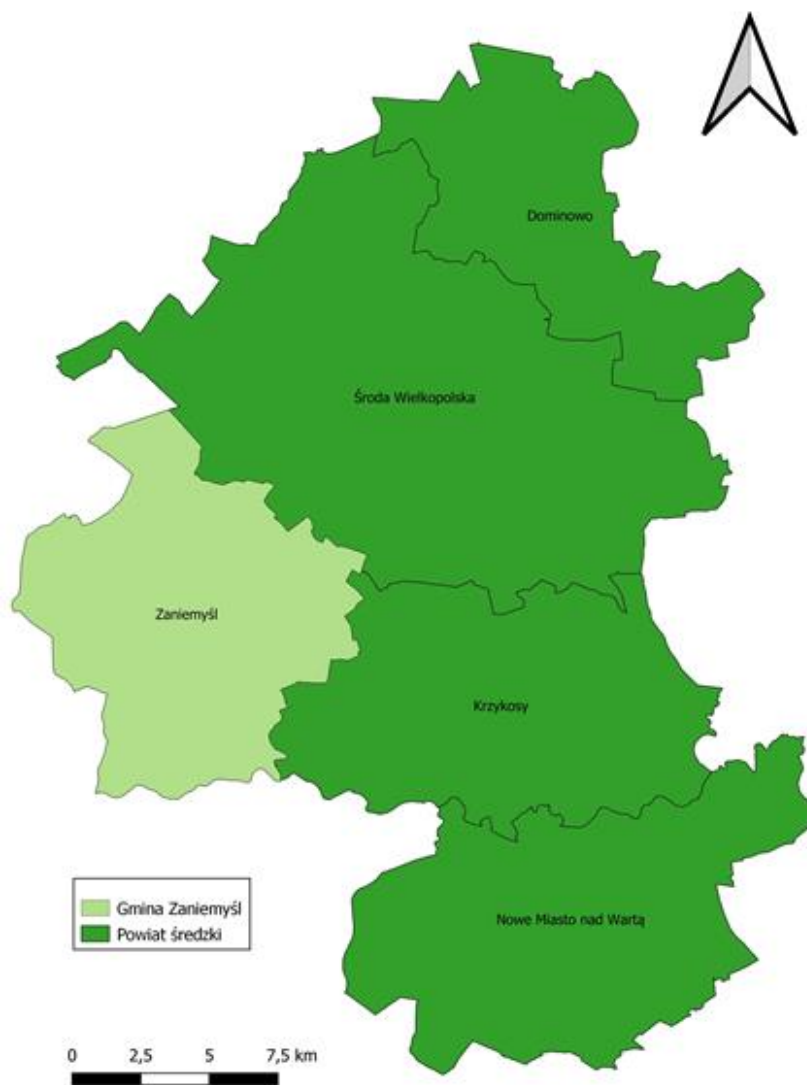 Dominowo
Środa Wielkopolska
Zaniemyśl
Krzykosy
Nowe Miasto nad Wartą
Gmina Zaniemyśl
Powiat średzki
0 2,5 5 7,5 km